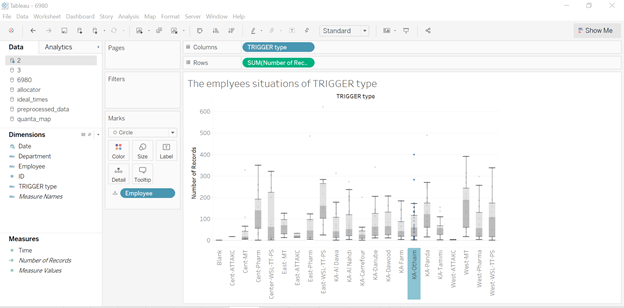 Tableau - 6980
File Data Worksheet Dashboard Story Analysis Map Format Server Window Help
Standard
Show Me
Data Analytics
Pages
Columns TRIGGER type
Rows SUM(Number of Rec..
2
3
6980
allocator
ideal_times
preprocessed_data
quanta_map
Filters
Marks
Circle
Color Size Label
Detail Tooltip
Employee
Dimensions
Date
Department
Employee
ID
TRIGGER type
Measure Names
Measures
Time
Number of Records
Measure Values
The emplyees situations of TRIGGER type
TRIGGER type
Number of Records
600
500
400
300
200
100
0
Blank
Cent-ATTAKC
Cent-MT
Cent-Pharm
Center-WSL-TT-PS
East- MT
East-ATTAKC
East-Pharm
East-WSL-TT-PS
KA-Al Dawa
KA-Al Nahdi
KA-Carrefour
KA-Danube
KA-Dawood
KA-Farm
KA-Othaim
KA-Panda
KA-Tamimi
West-ATTAKC
West-MT
West-Pharma
West-WSL-TT-PS